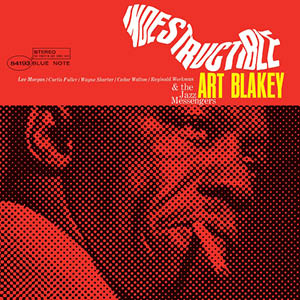 INDESTRUCTIBLE
STEREO
84193 BLUE NOTE
Lee Morgan/Curtis Fuller/Wayne Shorter/Cedar Walton/Reginald Workman
& the
Jazz
Messengers
ART BLAKEY